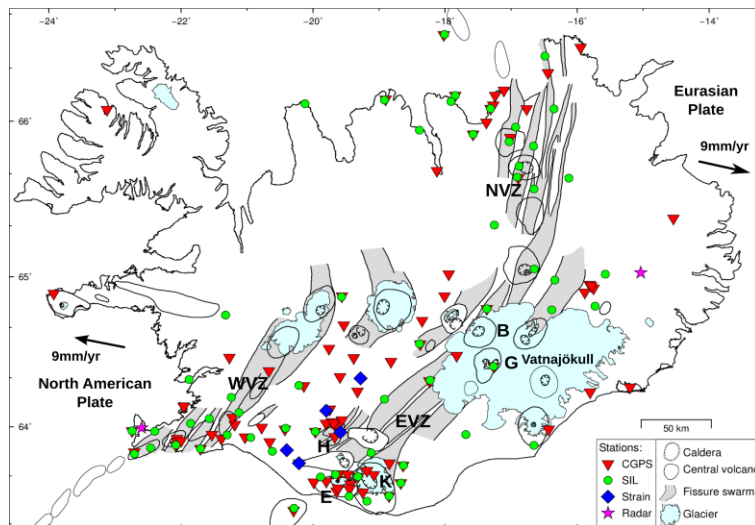 −24° −22° −20° −18° −16° −14°
66°
65°
64°
Eurasian
Plate
9mm/yr
NVZ
9mm/yr
North American
Plate
WVZ
B
G Vatnajökull
EVZ
H
E
K
50 km
Stations:
CGPS
SIL
Strain
Radar
Caldera
Central volcano
Fissure swarm
Glacier